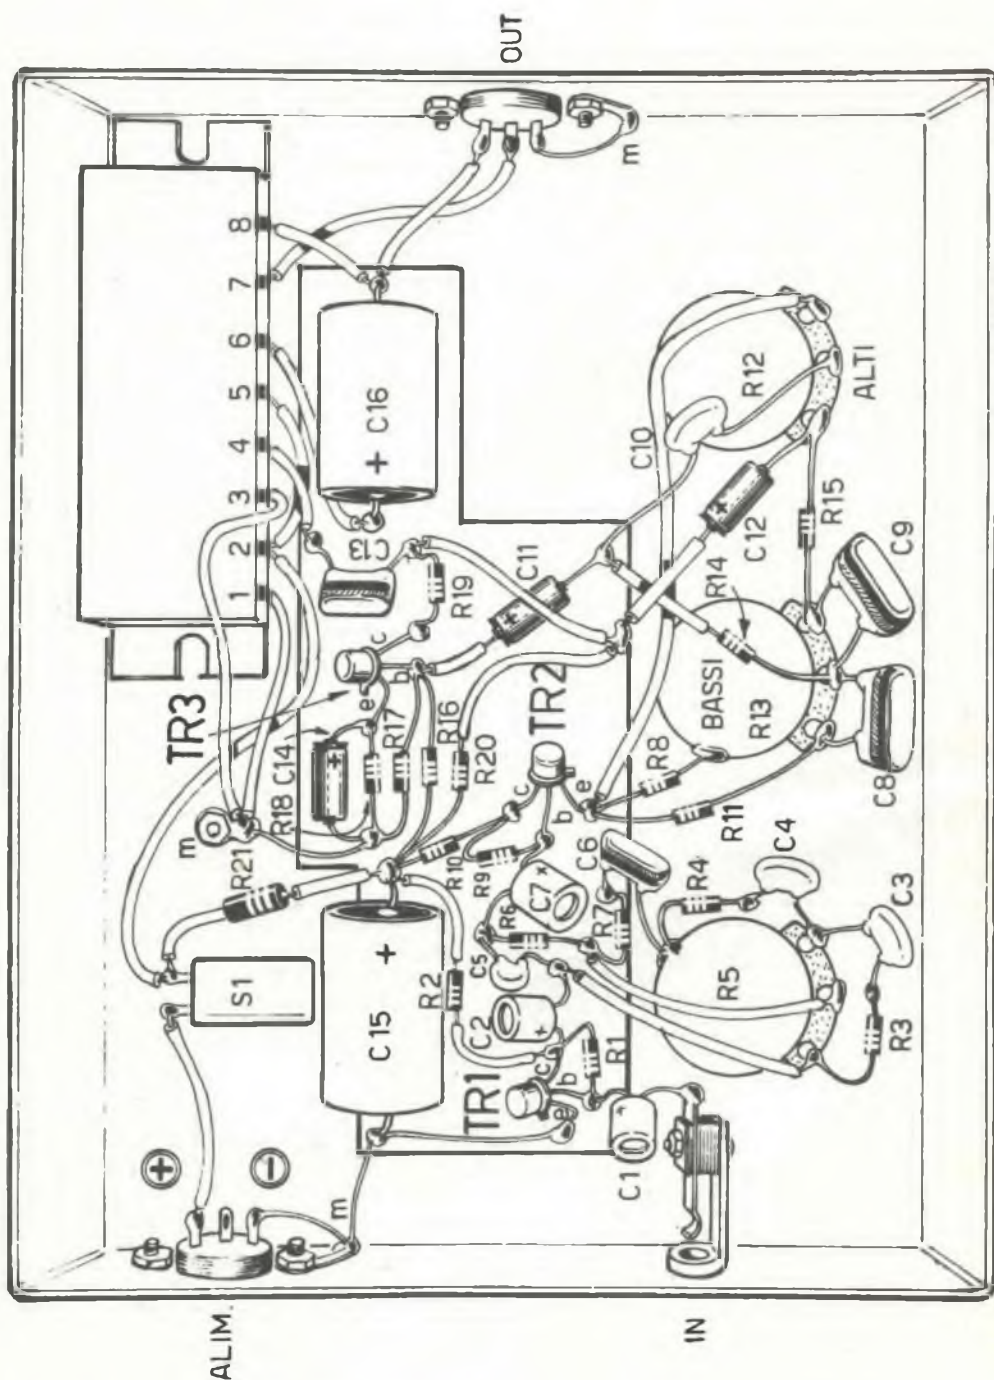 OUT
m
8
7
6
5
4
3
2
1
+ C16
C13
R19
C11
C10
R12
ALTI
C12
R15
R14
C9
BASSI
R13
C8
TR3
c
b
e
+
C14
R18
R17
R16
R20
TR2
c
b
e
R8
R11
m
R21
R10
R9
C7
C6
R7
R6
C5
C4
R4
C3
R5
R3
S1
+
C15
R2
C2
+
TR1
c
b
e
R1
C1
+
-
m
ALIM.
IN